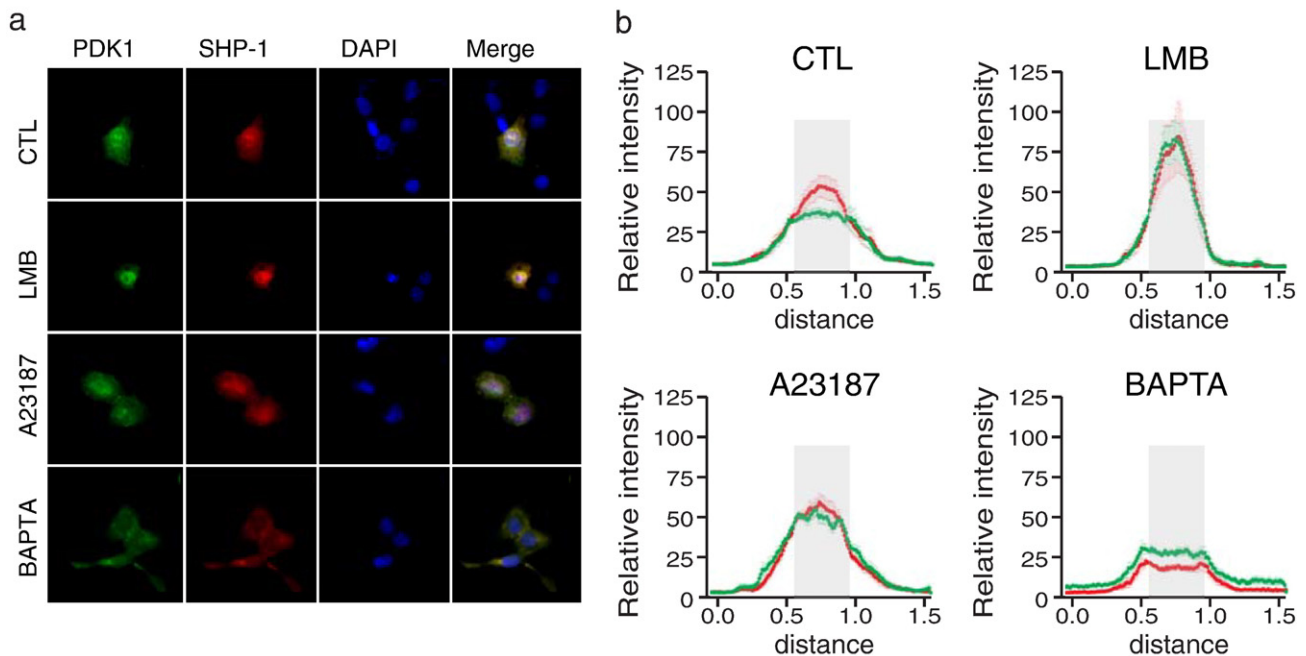 a
PDK1 SHP-1 DAPI Merge
CTL
LMB
A23187
BAPTA
b
CTL
Relative intensity
125
100
75
50
25
0
0.0 0.5 1.0 1.5
distance
LMB
Relative intensity
125
100
75
50
25
0
0.0 0.5 1.0 1.5
distance
A23187
Relative intensity
125
100
75
50
25
0
0.0 0.5 1.0 1.5
distance
BAPTA
Relative intensity
125
100
75
50
25
0
0.0 0.5 1.0 1.5
distance